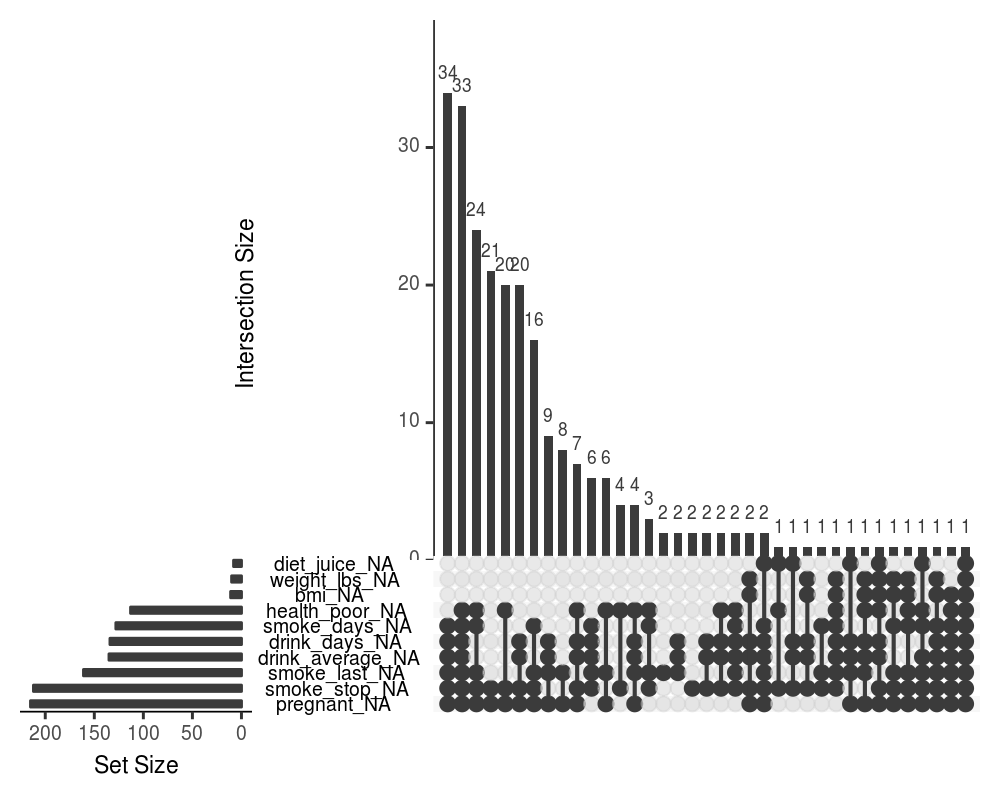 34
33
24
21
20
20
16
9
8
7
6 6
4 4
3
2 2 2 2 2 2 2 2
1 1 1 1 1 1 1 1 1 1 1 1 1 1
30
20
10
0
Intersection Size
diet_juice_NA
weight_lbs_NA
bmi_NA
health_poor_NA
smoke_days_NA
drink_days_NA
drink_average_NA
smoke_last_NA
smoke_stop_NA
pregnant_NA
200 150 100 50 0
Set Size